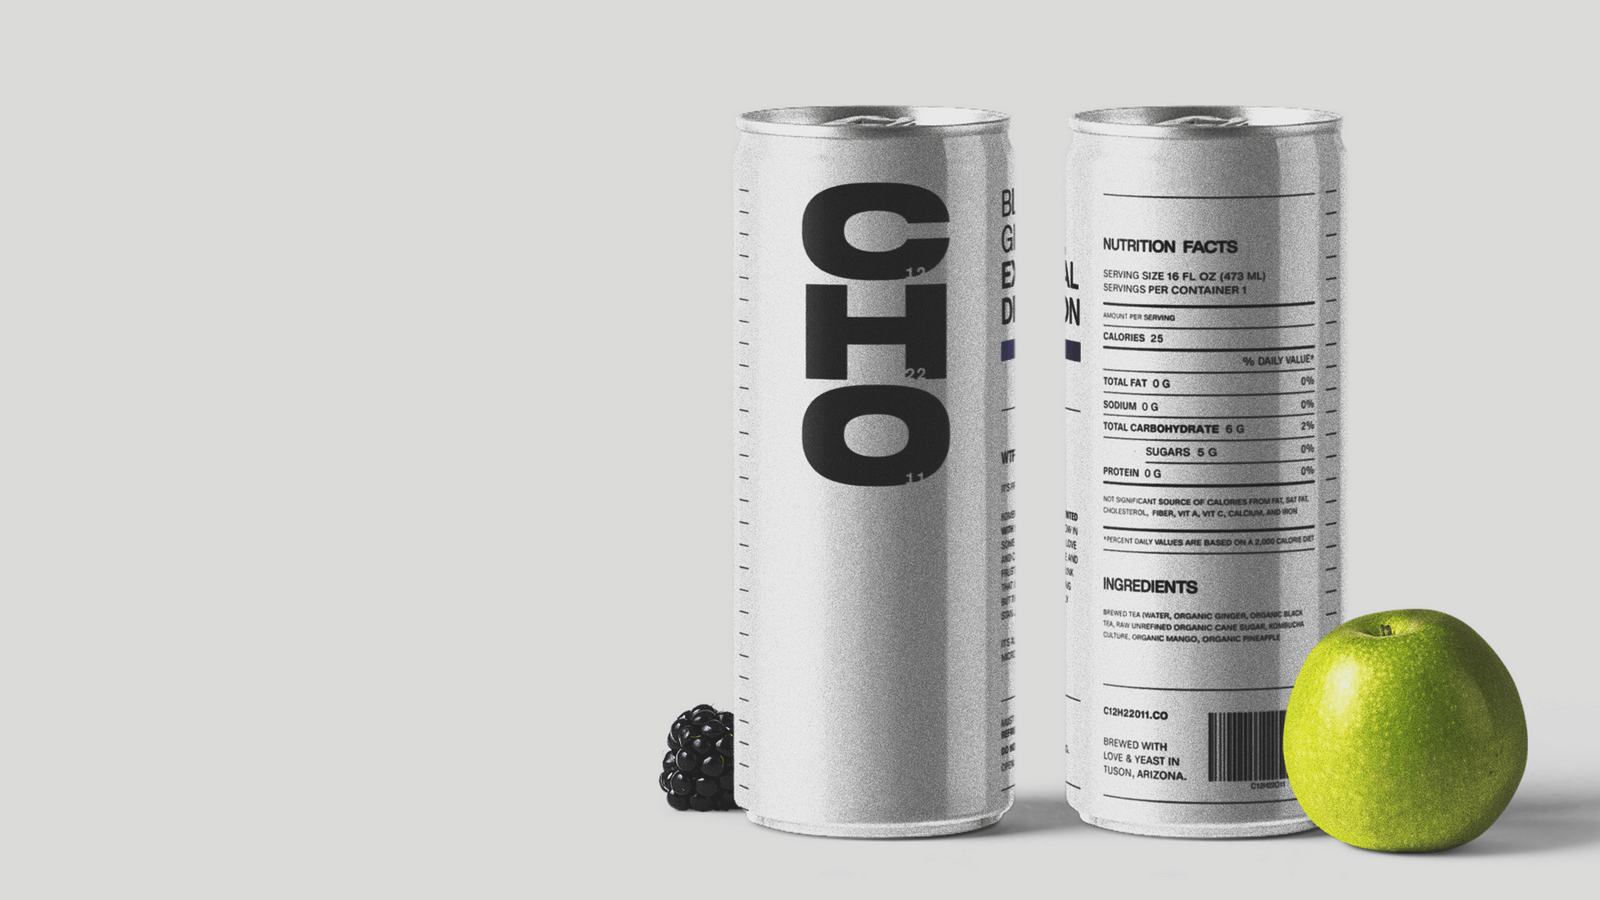 C
12
H
22
O
11
NUTRITION FACTS
SERVING SIZE 16 FL OZ (473 ML)
SERVINGS PER CONTAINER 1
AMOUNT PER SERVING
CALORIES 25
% DAILY VALUE*
TOTAL FAT 0 G 0%
SODIUM 0 G 0%
TOTAL CARBOHYDRATE 6 G 2%
SUGARS 5 G 0%
PROTEIN 0 G 0%
NOT SIGNIFICANT SOURCE OF CALORIES FROM FAT, SAT FAT,
CHOLESTEROL, FIBER, VIT A, VIT C, CALCIUM, AND IRON
*PERCENT DAILY VALUES ARE BASED ON A 2,000 CALORIE DIET
INGREDIENTS
BREWED TEA (WATER, ORGANIC GINGER, ORGANIC BLACK
TEA, RAW UNREFINED ORGANIC CANE SUGAR, KOMBUCHA
CULTURE, ORGANIC MANGO, ORGANIC PINEAPPLE
C12H22011.CO
BREWED WITH
LOVE & YEAST IN
TUSON, ARIZONA.
C12H22O11